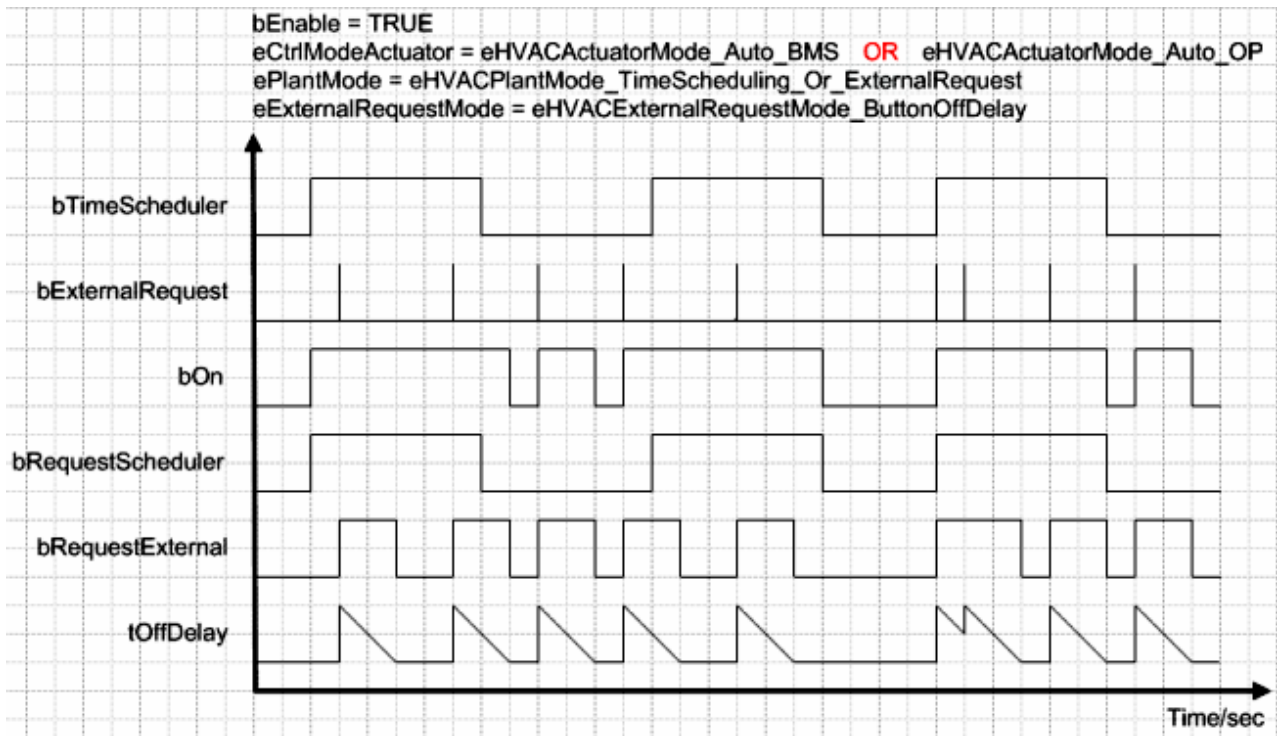 bEnable = TRUE
eCtrlModeActuator = eHVACActuatorMode_Auto_BMS OR eHVACActuatorMode_Auto_OP
ePlantMode = eHVACPlantMode_TimeScheduling_Or_ExternalRequest
eExternalRequestMode = eHVACExternalRequestMode_ButtonOffDelay
bTimeScheduler
bExternalRequest
bOn
bRequestScheduler
bRequestExternal
tOffDelay
Time/sec